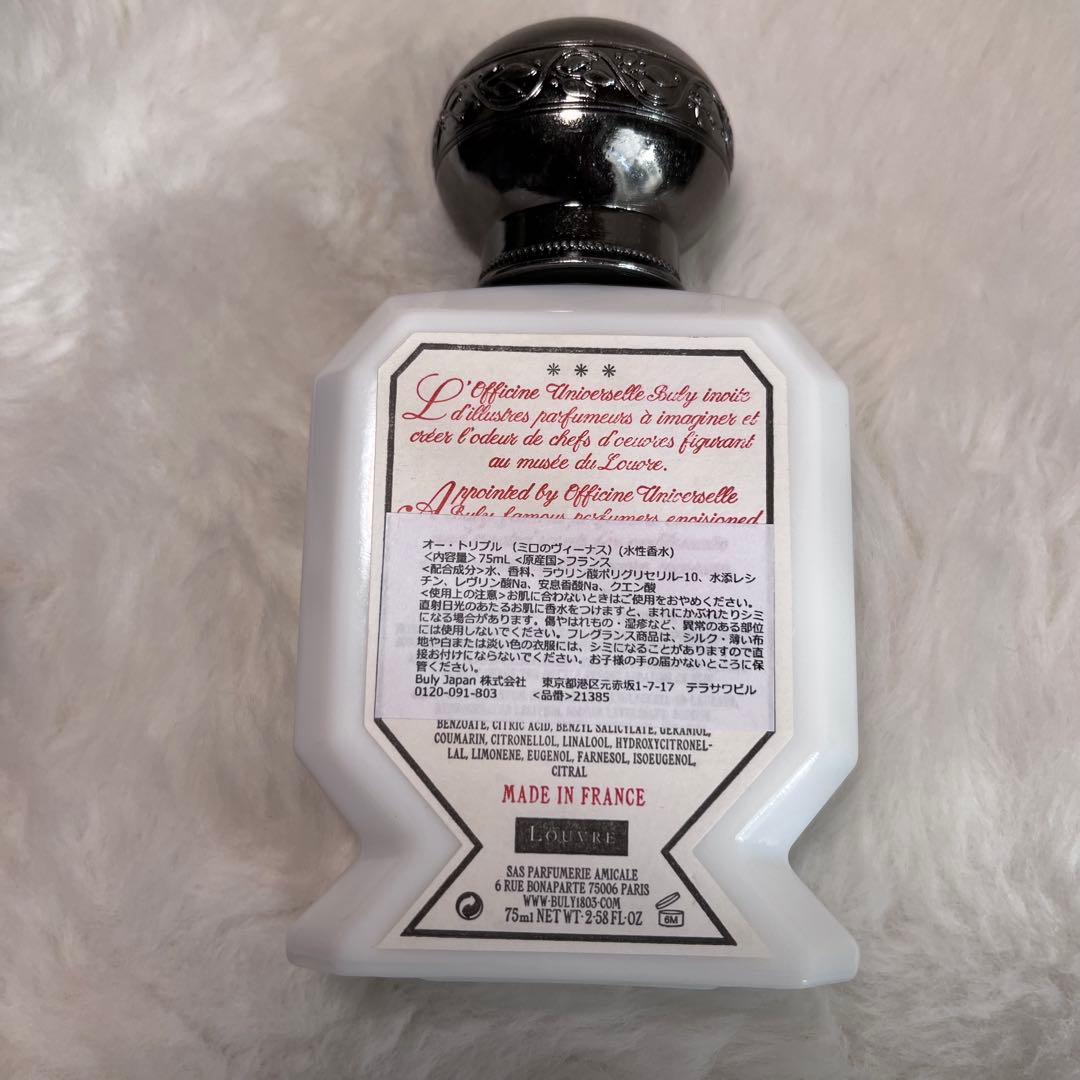 L'Officine Universelle Buly invite
d'illustres parfumeurs à imaginer et
créer l'odeur de chefs d'oeuvres figurant
au musée du Louvre.
Appointed by Officine Universelle
Buly famous perfumers envisioned
オー・トリプル (ミロのヴィーナス) (水性香水)
<内容量>75mL <原産国>フランス
<配合成分>水、香料、ラウリン酸ポリグリセリル-10、水添レシ
チン、レヴリン酸Na、安息香酸Na、クエン酸
<使用上の注意>お肌に合わないときはご使用をおやめください。
直射日光のあたるお肌に香水をつけますと、まれにかぶれたりシミ
になる場合があります。傷やはれもの・湿疹など、異常のある部位
には使用しないでください。フレグランス商品は、シルク・薄い布
地や白または淡い色の衣服には、シミになることがありますので直
接お付けにならないでください。お子様の手の届かないところに保
管ください。
Buly Japan 株式会社 東京都港区元赤坂1-7-17 テラサワビル
0120-091-803 <品番>21385
BENZOATE, CITRIC ACID, BENZYL SALICYLATE, GERANIOL,
COUMARIN, CITRONELLOL, LINALOOL, HYDROXYCITRONEL-
LAL, LIMONENE, EUGENOL, FARNESOL, ISOEUGENOL,
CITRAL
MADE IN FRANCE
LOUVRE
SAS PARFUMERIE AMICALE
6 RUE BONAPARTE 75006 PARIS
WWW·BULY1803·COM
75ml NET WT·2·58 FL·OZ
6M